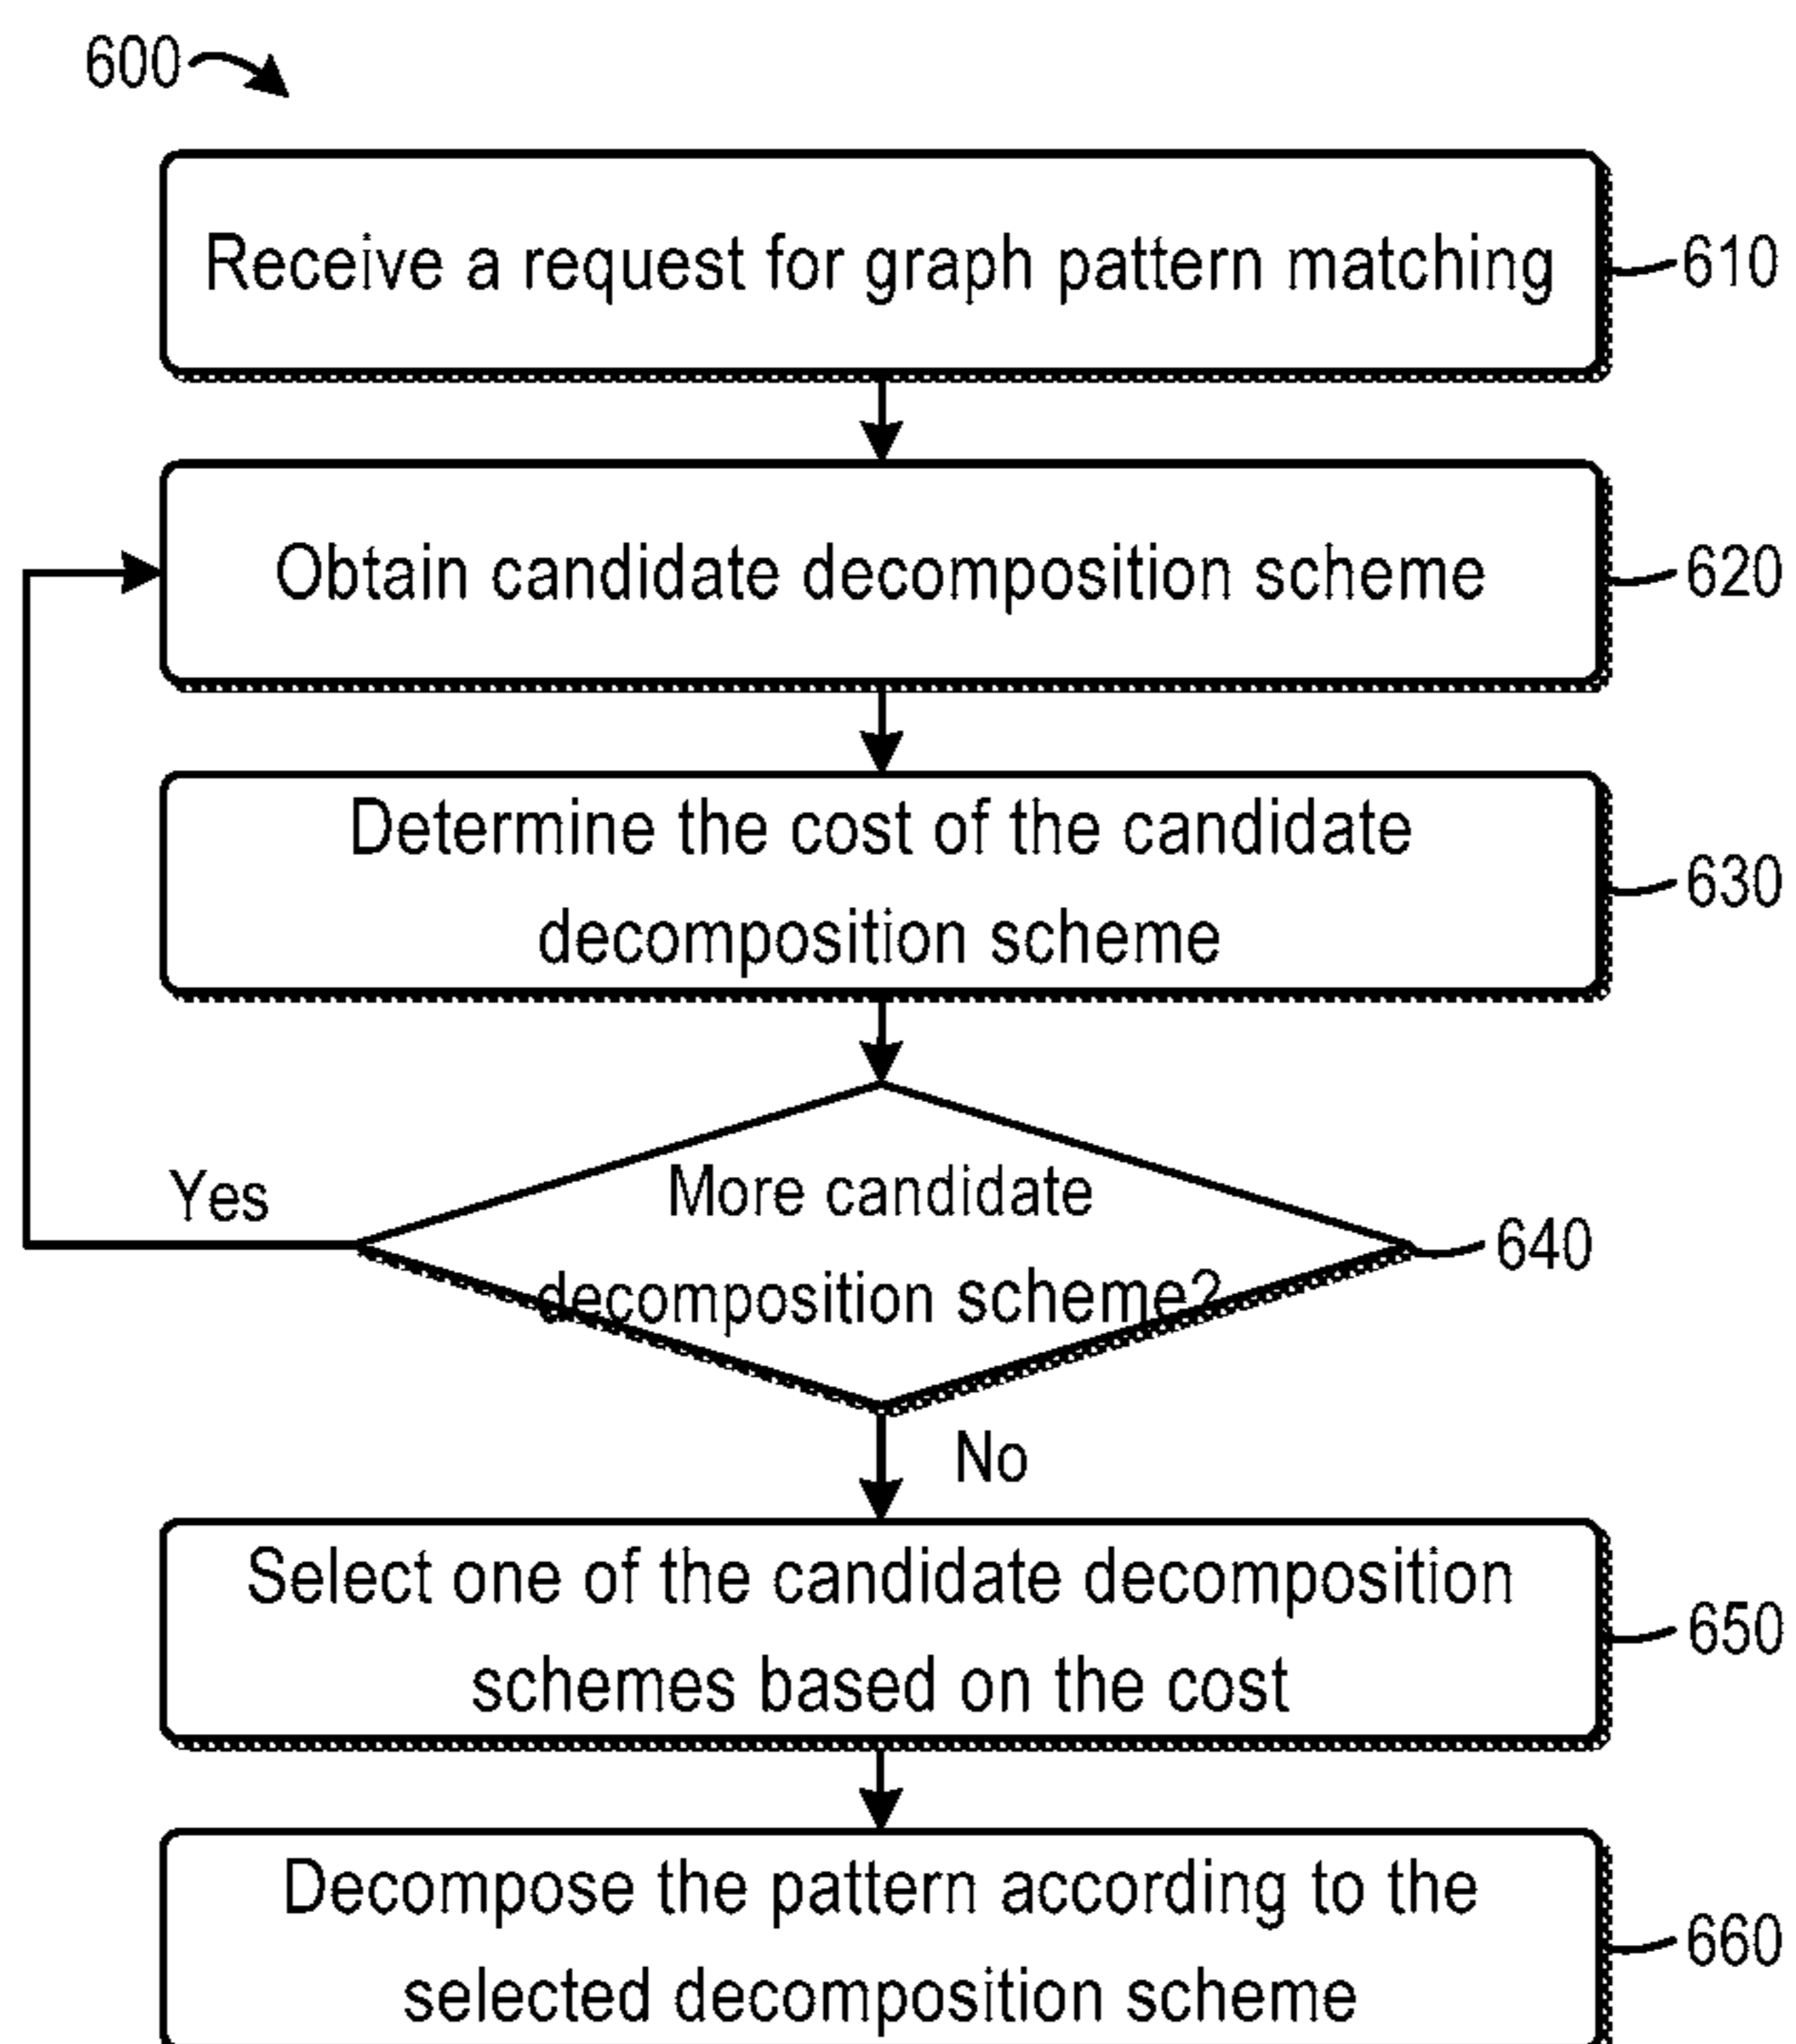 600
Receive a request for graph pattern matching
610
Obtain candidate decomposition scheme
620
Determine the cost of the candidate
decomposition scheme
630
More candidate
decomposition scheme?
640
Yes
No
Select one of the candidate decomposition
schemes based on the cost
650
Decompose the pattern according to the
selected decomposition scheme
660